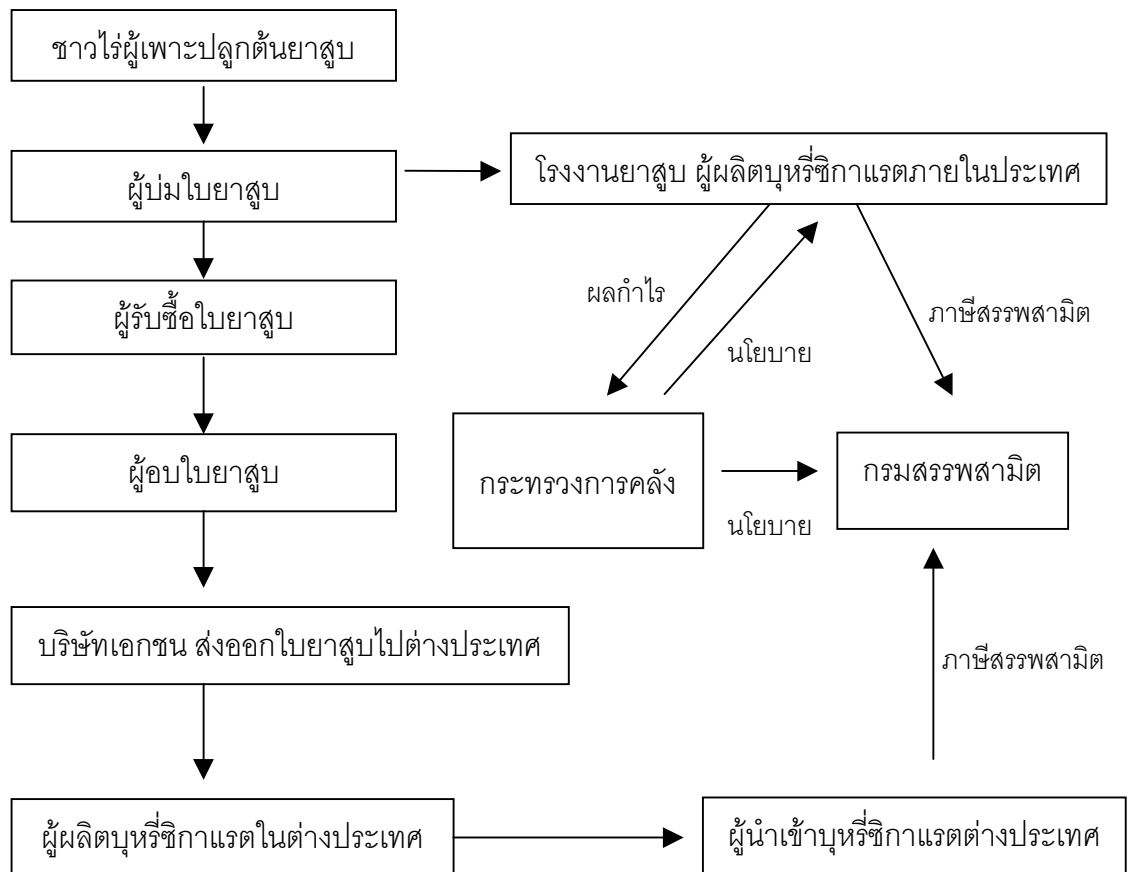 ชาวไร่ผู้เพาะปลูกต้นยาสูบ
ผู้บ่มใบยาสูบ
โรงงานยาสูบ ผู้ผลิตบุหรี่ซิกาแรตภายในประเทศ
ผลกำไร
ภาษีสรรพสามิต
ผู้รับซื้อใบยาสูบ
นโยบาย
ผู้อบใบยาสูบ
กระทรวงการคลัง
กรมสรรพสามิต
นโยบาย
บริษัทเอกชน ส่งออกใบยาสูบไปต่างประเทศ
ภาษีสรรพสามิต
ผู้ผลิตบุหรี่ซิกาแรตในต่างประเทศ
ผู้นำเข้าบุหรี่ซิกาแรตต่างประเทศ